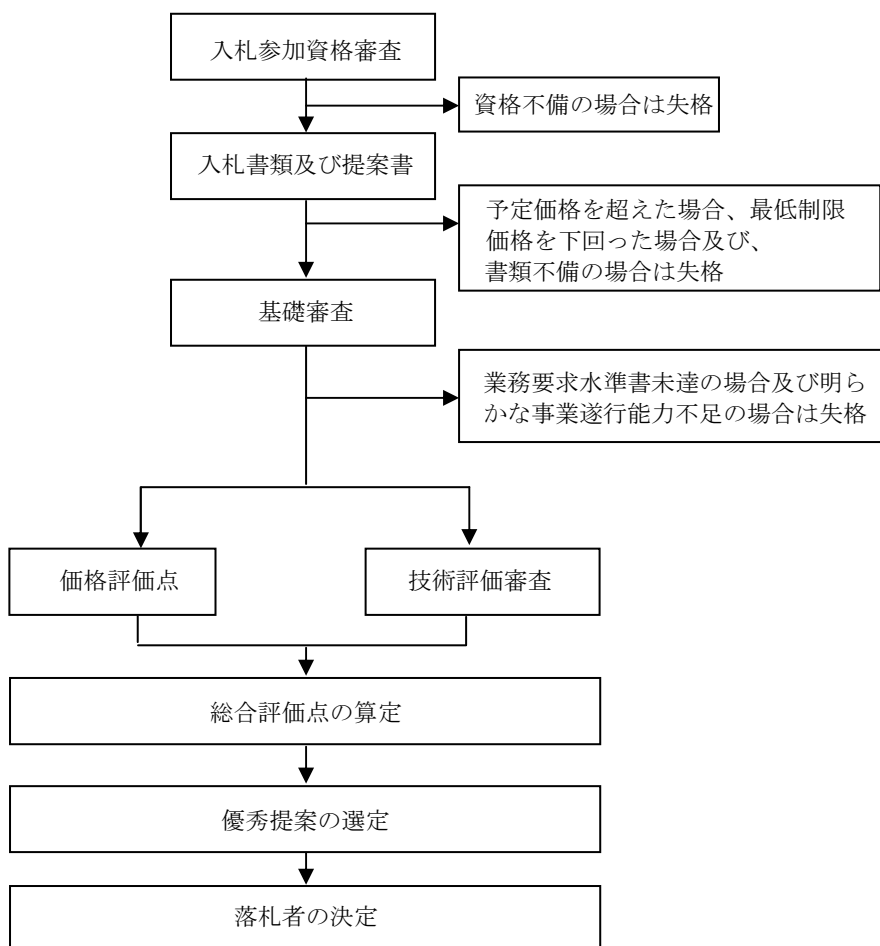 入札参加資格審査
資格不備の場合は失格
入札書類及び提案書
予定価格を超えた場合、最低制限
価格を下回った場合及び、
書類不備の場合は失格
基礎審査
業務要求水準書未達の場合及び明ら
かな事業遂行能力不足の場合は失格
価格評価点
技術評価審査
総合評価点の算定
優秀提案の選定
落札者の決定